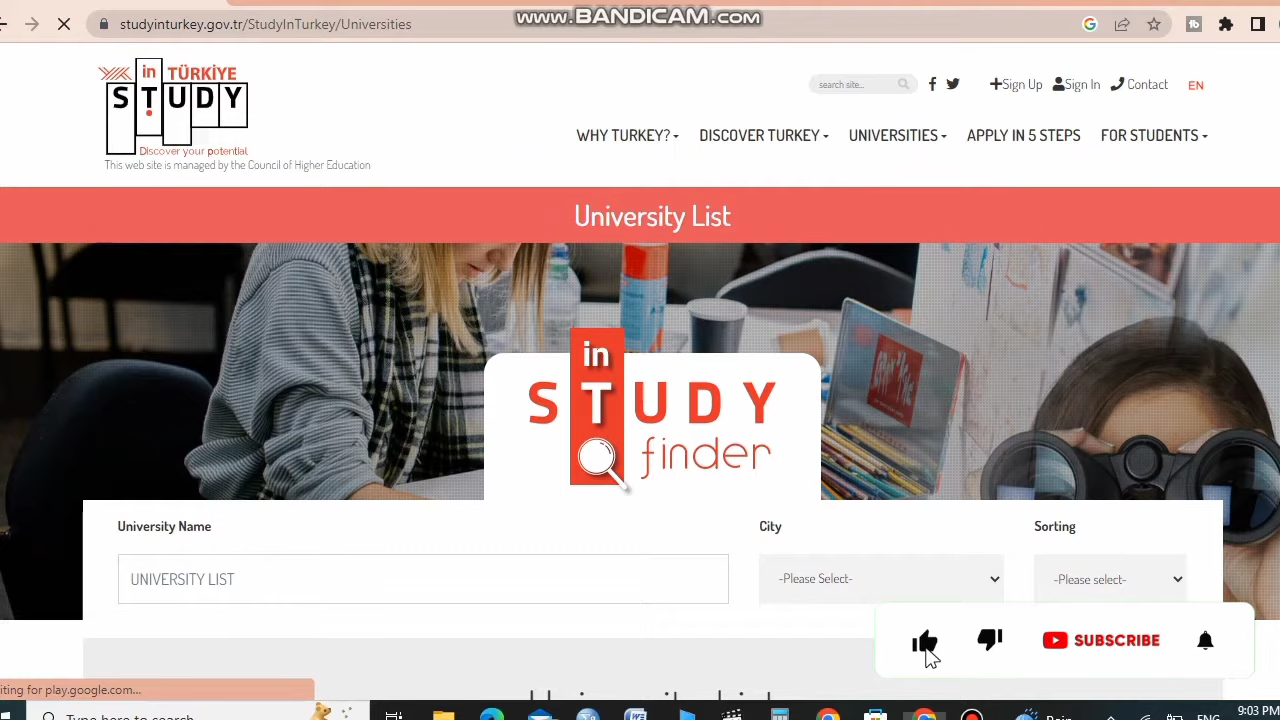 www.BANDICAM.com
studyinturkey.gov.tr/StudyInTurkey/Universities
in TÜRKİYE
STUDY
Discover your potential
This web site is managed by the Council of Higher Education
search site...
Sign Up
Sign In
Contact
EN
WHY TURKEY?
DISCOVER TURKEY
UNIVERSITIES
APPLY IN 5 STEPS
FOR STUDENTS
University List
in
STUDY
finder
University Name
City
Sorting
UNIVERSITY LIST
-Please Select-
-Please select-
SUBSCRIBE
iting for play.google.com...
Type here to search
Rain
9:03 PM